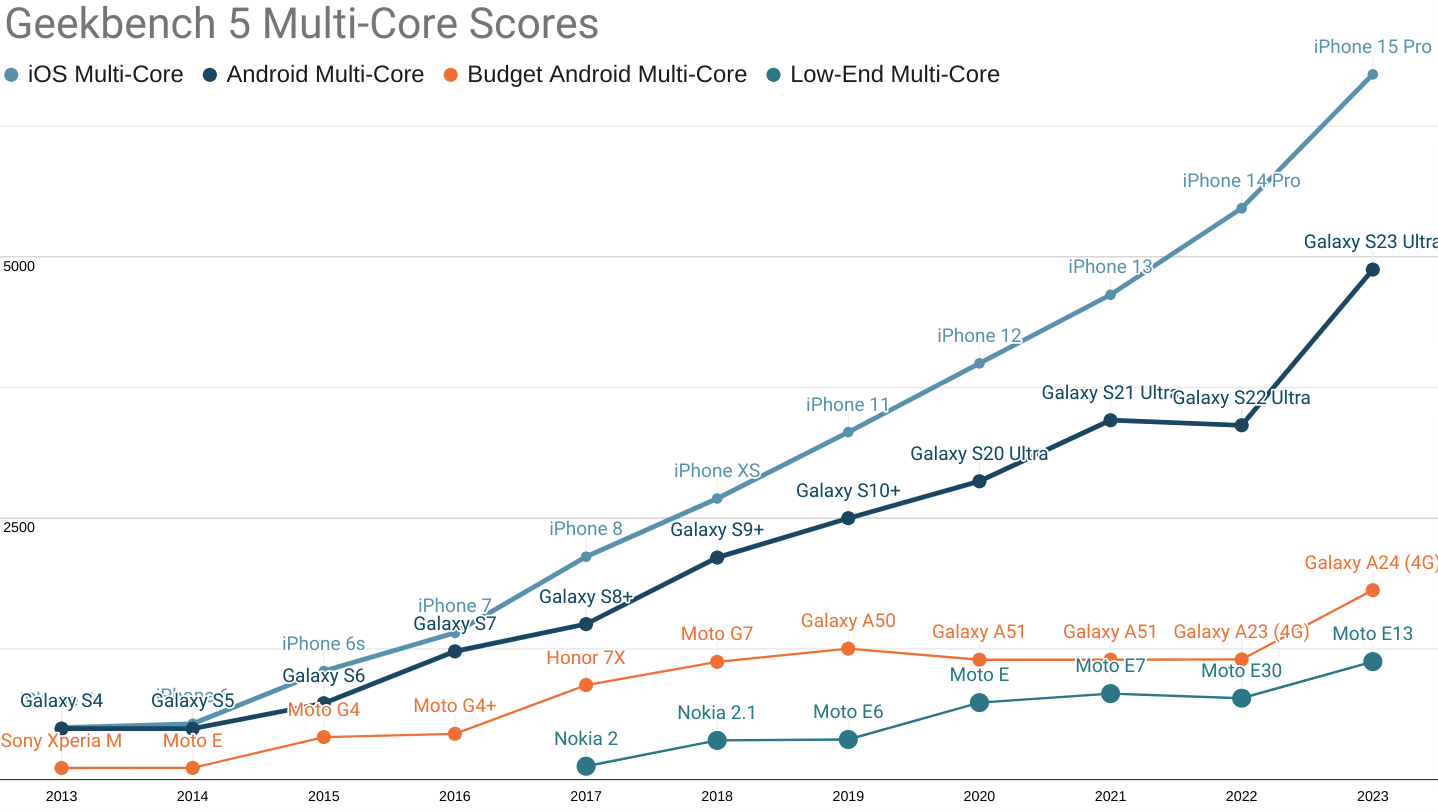 Geekbench 5 Multi-Core Scores
iOS Multi-Core Android Multi-Core Budget Android Multi-Core Low-End Multi-Core
iPhone 15 Pro
iPhone 14 Pro
Galaxy S23 Ultra
5000
iPhone 13
iPhone 12
Galaxy S21 Ultra Galaxy S22 Ultra
iPhone 11
Galaxy S20 Ultra
iPhone XS
Galaxy S10+
2500
iPhone 8
Galaxy S9+
Galaxy A24 (4G)
Galaxy S8+
iPhone 7
Galaxy S7
Galaxy A50
Moto G7
Galaxy A51 Galaxy A51 Galaxy A23 (4G) Moto E13
iPhone 6s
Honor 7X
Moto E7
Galaxy S6
Moto E
Moto E30
iPhone 6
Galaxy S4 Galaxy S5
Moto G4
Moto G4+
Nokia 2.1 Moto E6
Sony Xperia M Moto E
Nokia 2
2013 2014 2015 2016 2017 2018 2019 2020 2021 2022 2023